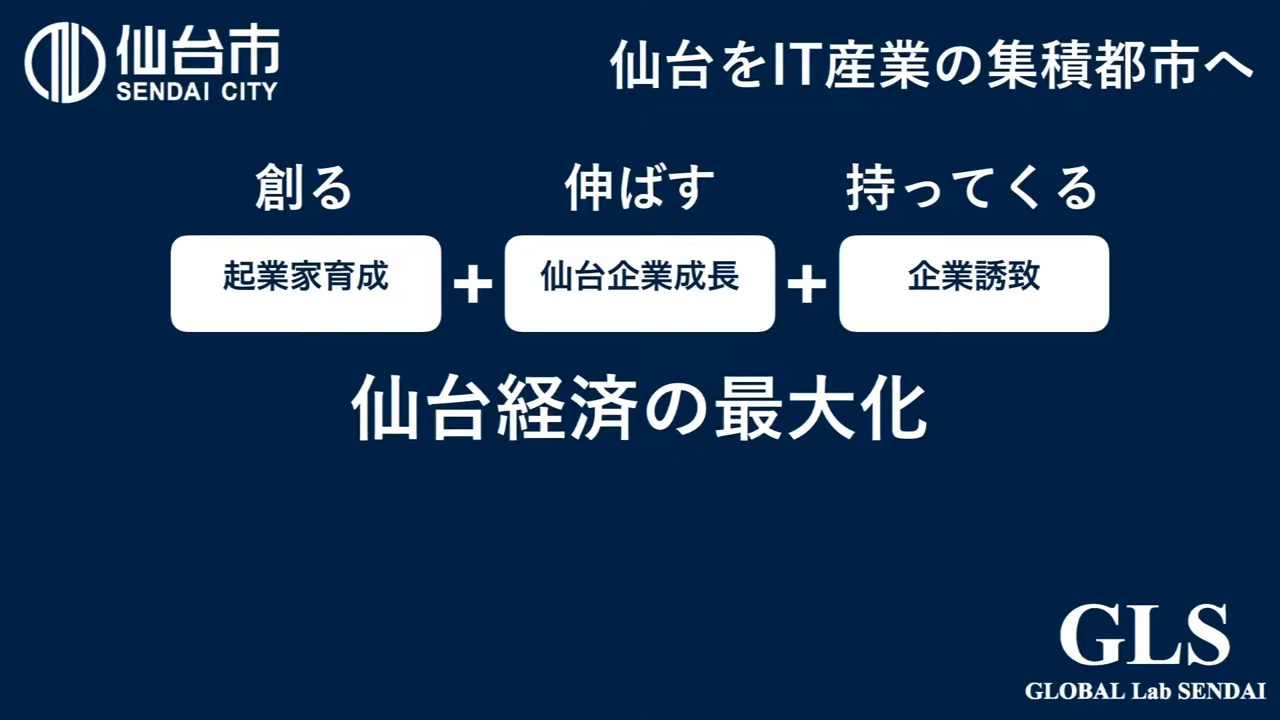 仙台市
SENDAI CITY
仙台をIT産業の集積都市へ
創る
伸ばす
持ってくる
起業家育成
+
仙台企業成長
+
企業誘致
仙台経済の最大化
GLS
GLOBAL Lab SENDAI